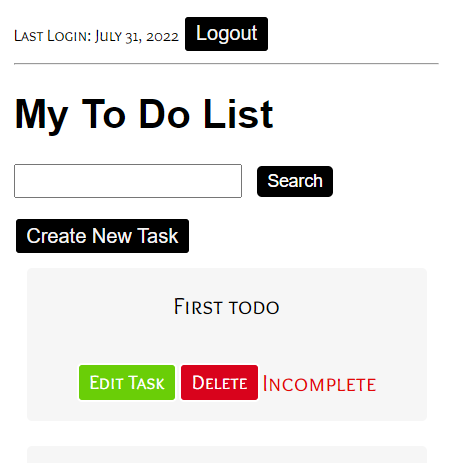 Last Login: July 31, 2022 Logout
My To Do List
Search
Create New Task
First todo
Edit Task Delete Incomplete